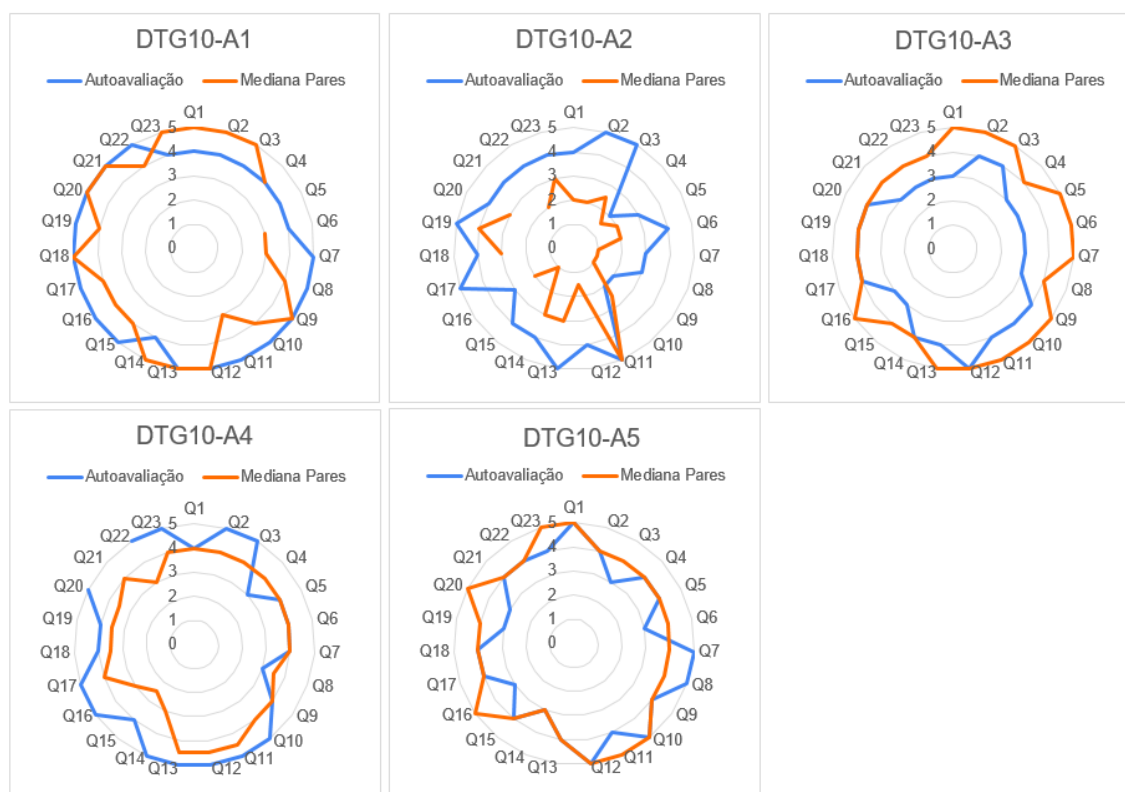 DTG10-A1
Autoavaliação Mediana Pares
Q1
Q2
Q3
Q4
Q5
Q6
Q7
Q8
Q9
Q10
Q11
Q12
Q13
Q14
Q15
Q16
Q17
Q18
Q19
Q20
Q21
Q22
Q23
5
4
3
2
1
0
DTG10-A2
Autoavaliação Mediana Pares
Q1
Q2
Q3
Q4
Q5
Q6
Q7
Q8
Q9
Q10
Q11
Q12
Q13
Q14
Q15
Q16
Q17
Q18
Q19
Q20
Q21
Q22
Q23
5
4
3
2
1
0
DTG10-A3
Autoavaliação Mediana Pares
Q1
Q2
Q3
Q4
Q5
Q6
Q7
Q8
Q9
Q10
Q11
Q12
Q13
Q14
Q15
Q16
Q17
Q18
Q19
Q20
Q21
Q22
Q23
5
4
3
2
1
0
DTG10-A4
Autoavaliação Mediana Pares
Q1
Q2
Q3
Q4
Q5
Q6
Q7
Q8
Q9
Q10
Q11
Q12
Q13
Q14
Q15
Q16
Q17
Q18
Q19
Q20
Q21
Q22
Q23
5
4
3
2
1
0
DTG10-A5
Autoavaliação Mediana Pares
Q1
Q2
Q3
Q4
Q5
Q6
Q7
Q8
Q9
Q10
Q11
Q12
Q13
Q14
Q15
Q16
Q17
Q18
Q19
Q20
Q21
Q22
Q23
5
4
3
2
1
0